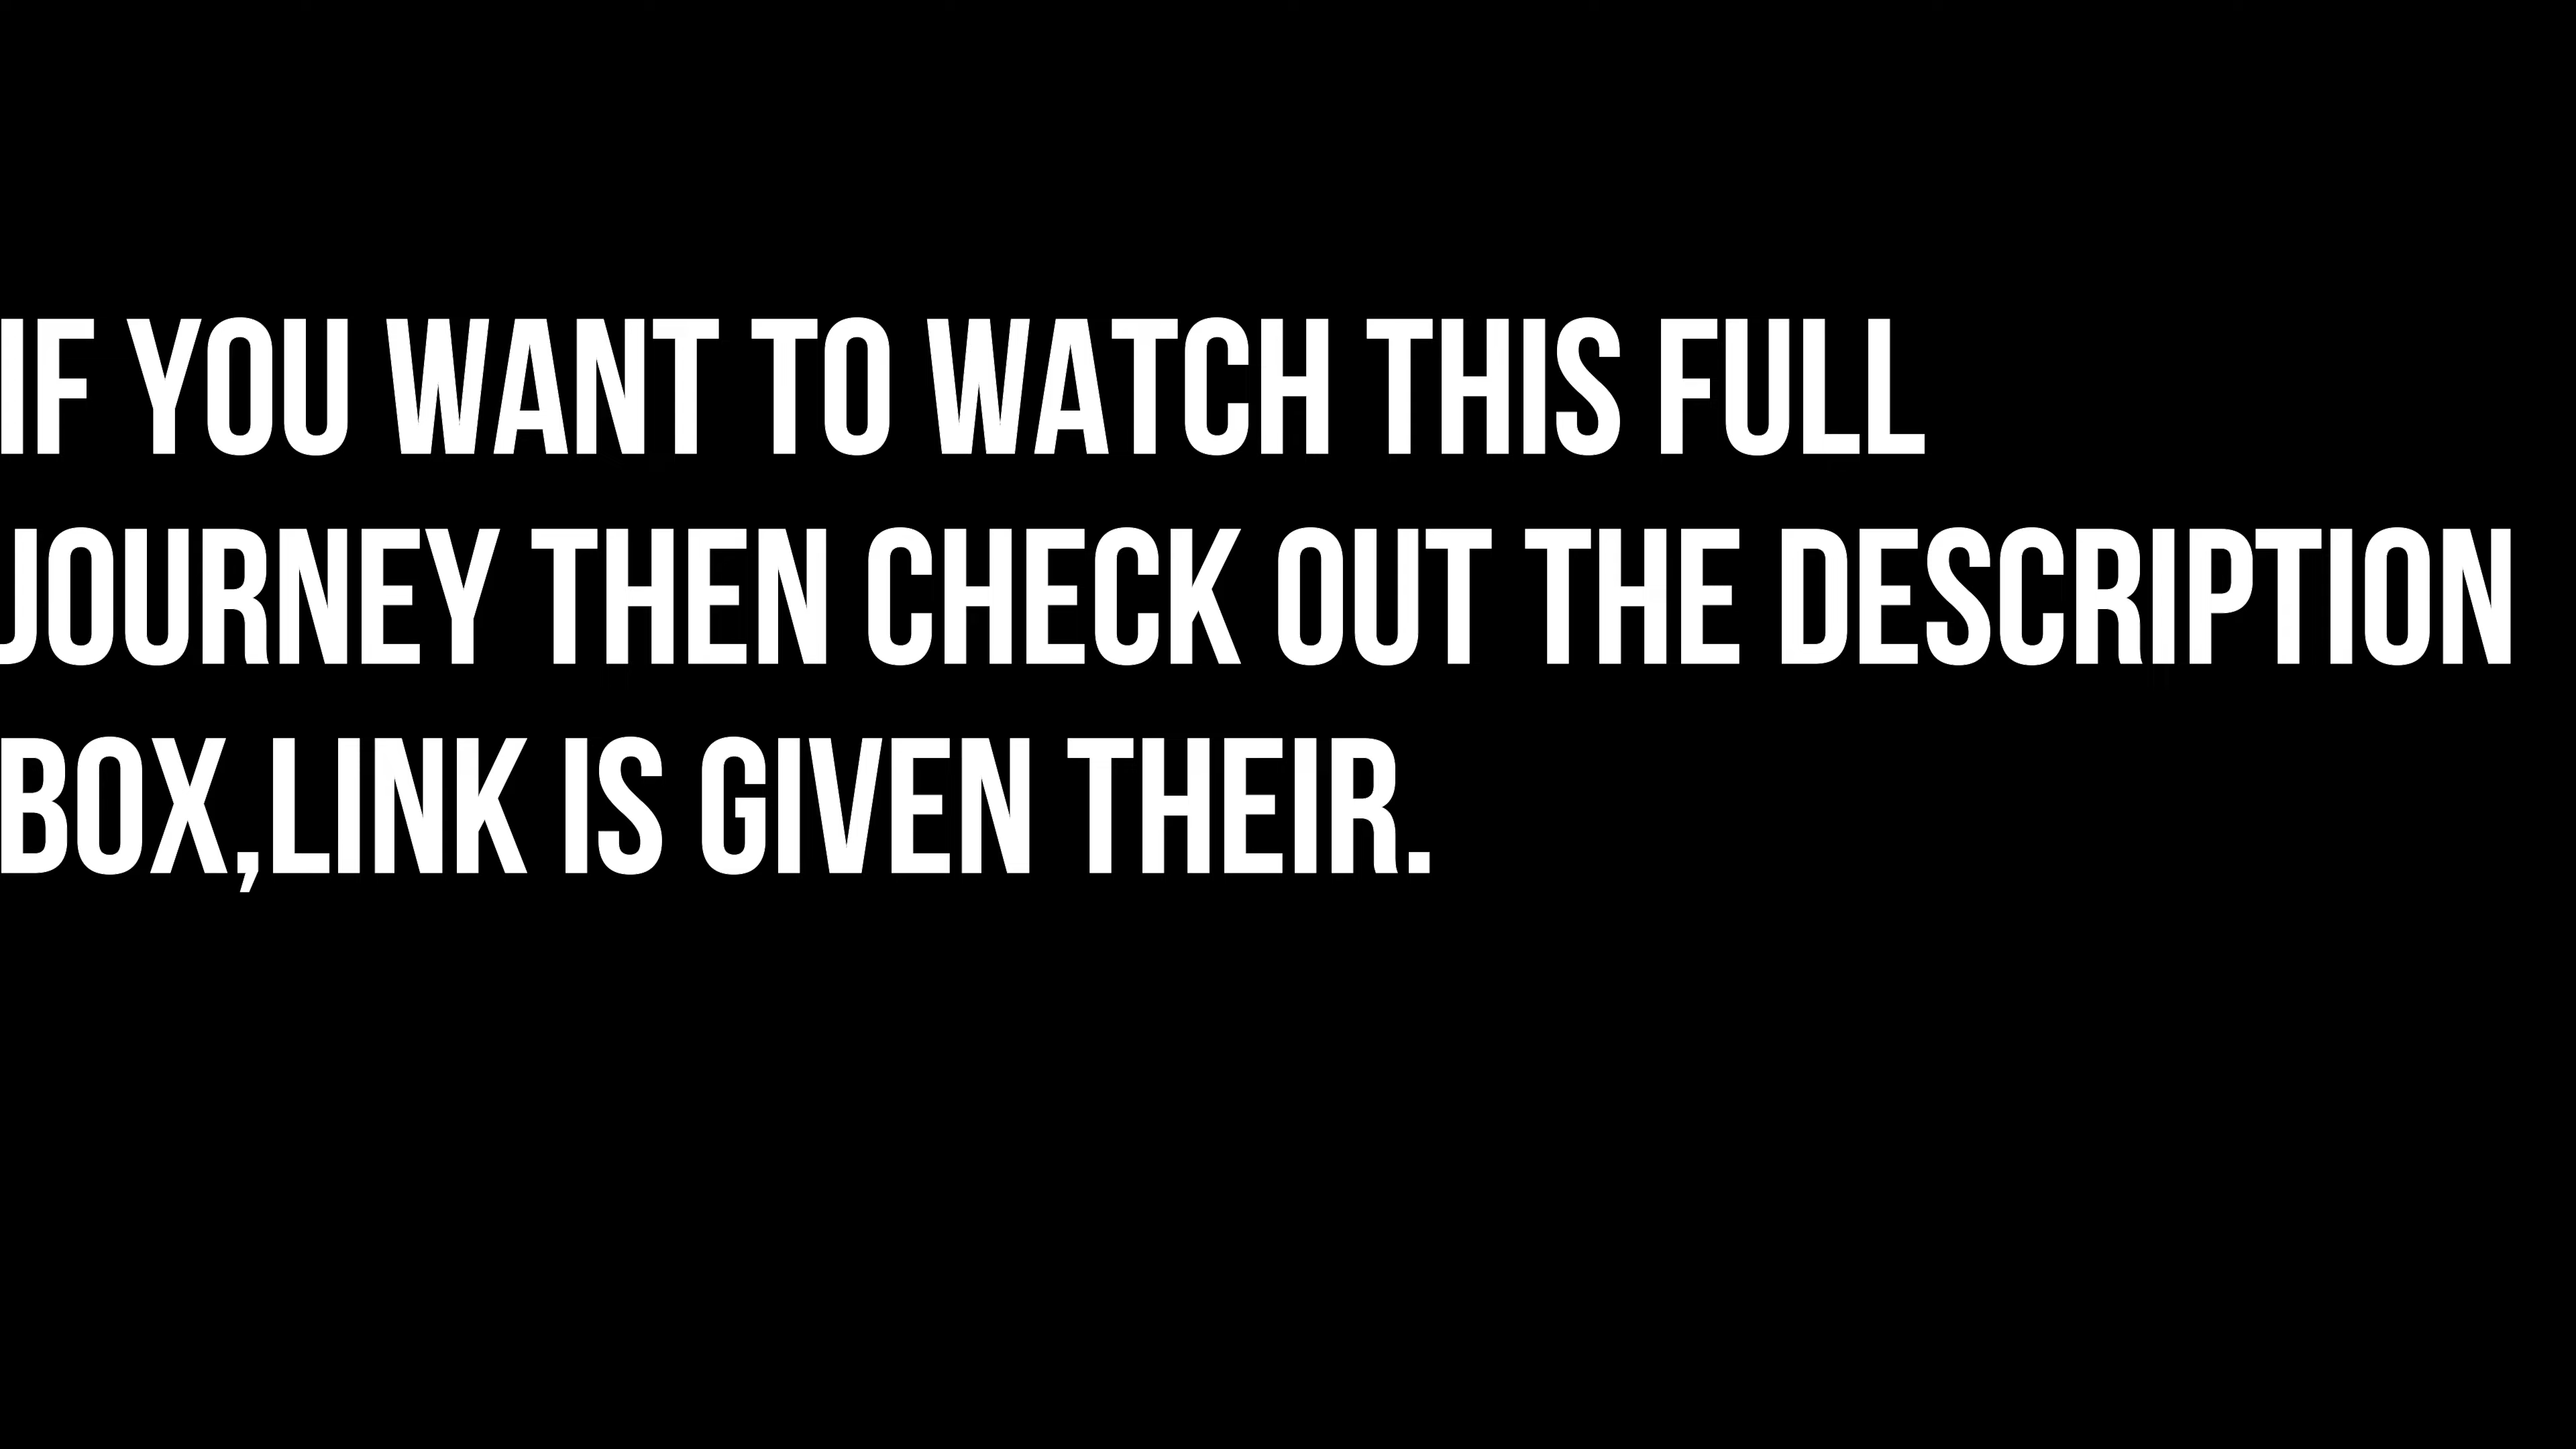 IF YOU WANT TO WATCH THIS FULL
JOURNEY THEN CHECK OUT THE DESCRIPTION
BOX,LINK IS GIVEN THEIR.